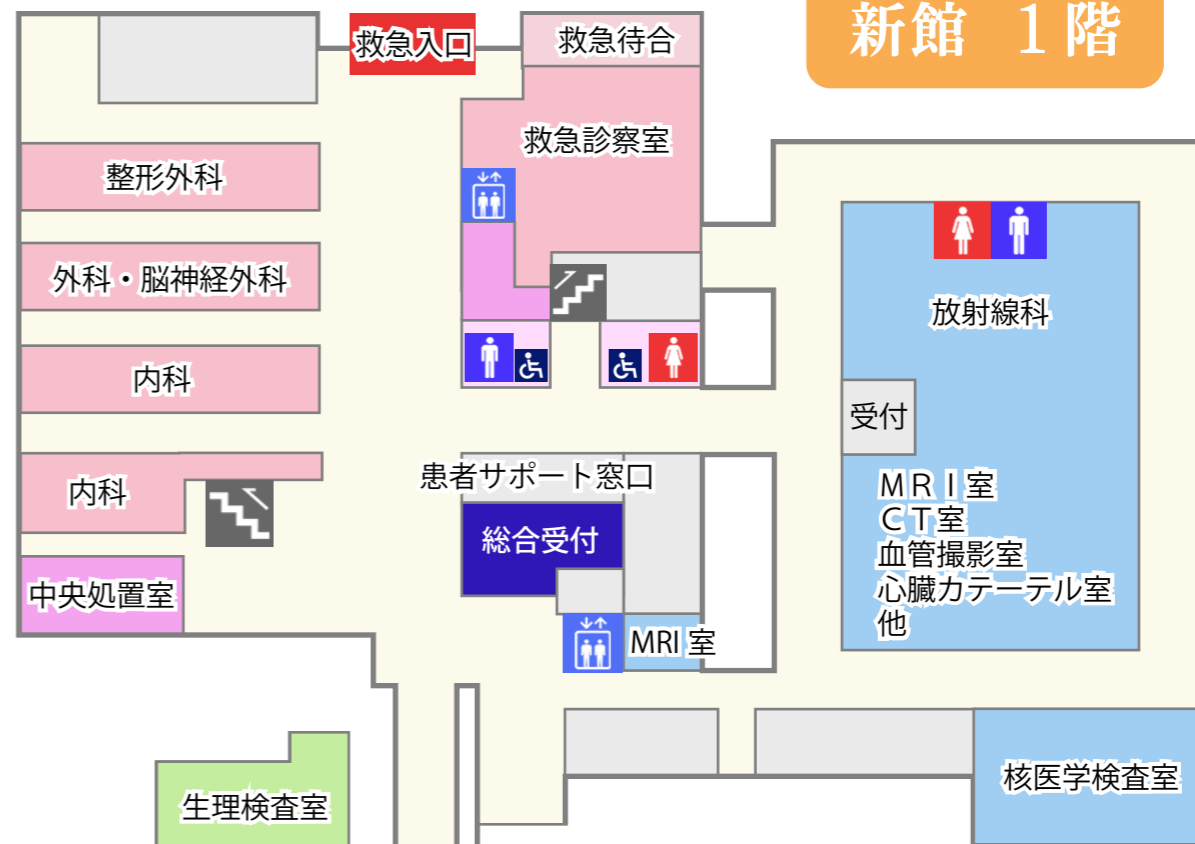 救急入口
救急待合
新館 1階
救急診察室
整形外科
外科・脳神経外科
放射線科
内科
受付
患者サポート窓口
内科
総合受付
ＭＲＩ室
ＣＴ室
血管撮影室
心臓カテーテル室
他
中央処置室
MRI 室
核医学検査室
生理検査室